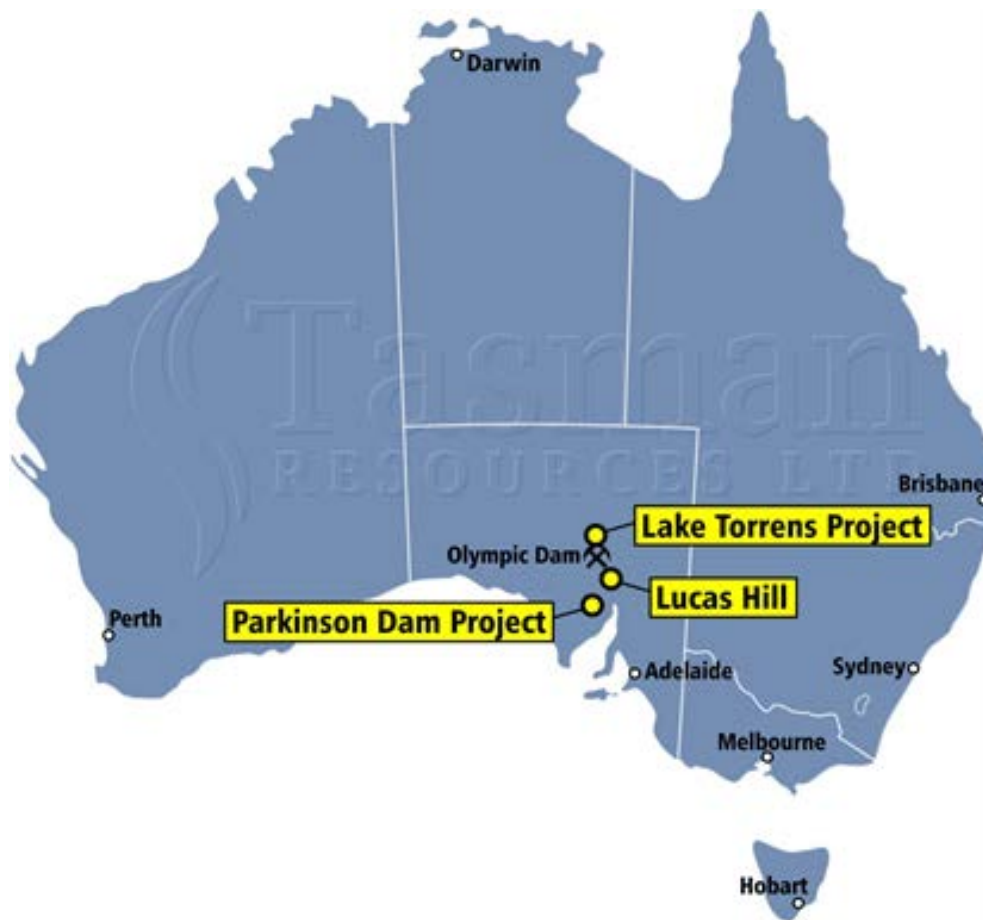 Darwin
Tasman
RESOURCES LTD
Brisbane
Lake Torrens Project
Olympic Dam
Lucas Hill
Parkinson Dam Project
Perth
Adelaide
Sydney
Melbourne
Hobart